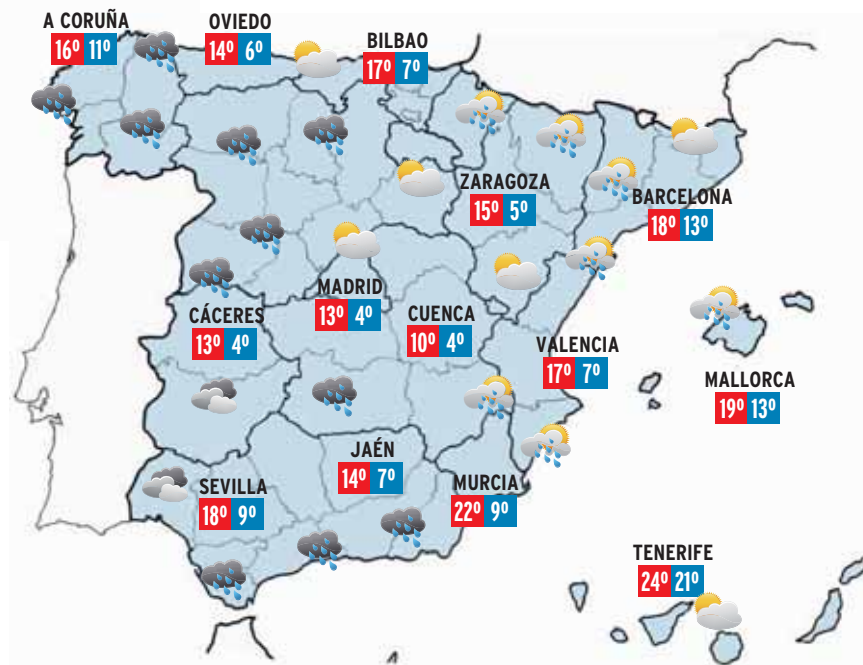 A CORUÑA
16º 11º
OVIEDO
14º 6º
BILBAO
17º 7º
ZARAGOZA
15º 5º
BARCELONA
18º 13º
MADRID
13º 4º
CÁCERES
13º 4º
CUENCA
10º 4º
VALENCIA
17º 7º
MALLORCA
19º 13º
JAÉN
14º 7º
SEVILLA
18º 9º
MURCIA
22º 9º
TENERIFE
24º 21º